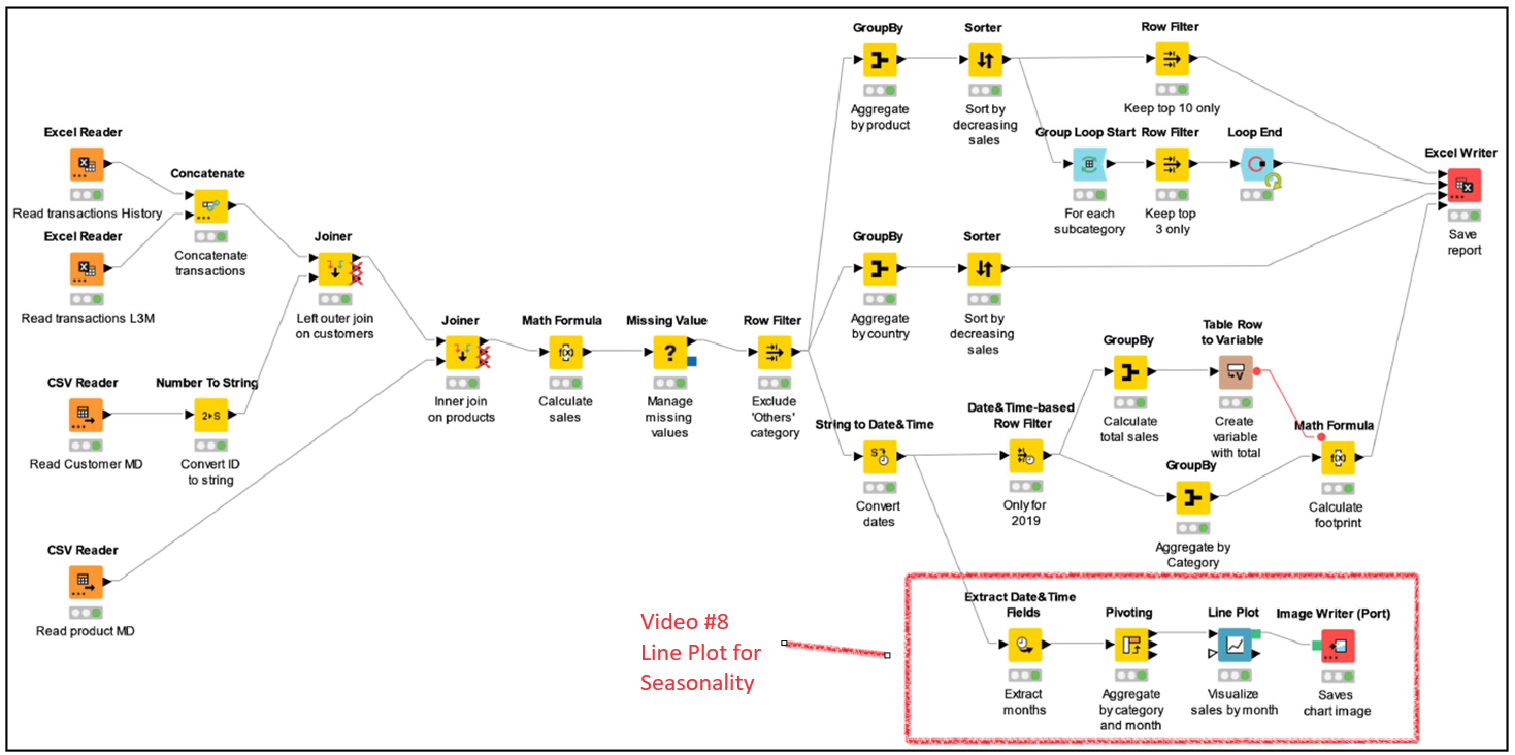 GroupBy
Aggregate
by product
Sorter
Sort by
decreasing
sales
Row Filter
Keep top 10 only
Group Loop Start
For each
subcategory
Row Filter
Keep top
3 only
Loop End
Excel Writer
Save
report
Excel Reader
Read transactions History
Excel Reader
Read transactions L3M
Concatenate
Concatenate
transactions
Joiner
Left outer join
on customers
CSV Reader
Read Customer MD
Number To String
2▸S
Convert ID
to string
CSV Reader
Read product MD
Joiner
Inner join
on products
Math Formula
f(x)
Calculate
sales
Missing Value
?
Manage
missing
values
Row Filter
Exclude
'Others'
category
GroupBy
Aggregate
by country
Sorter
Sort by
decreasing
sales
String to Date&Time
S
Convert
dates
Date&Time-based
Row Filter
Only for
2019
GroupBy
Calculate
total sales
Table Row
to Variable
V
Create
variable
with total
GroupBy
Aggregate by
Category
Math Formula
f(x)
Calculate
footprint
Video #8
Line Plot for
Seasonality
Extract Date&Time
Fields
Extract
months
Pivoting
Aggregate
by category
and month
Line Plot
Visualize
sales by month
Image Writer (Port)
Saves
chart image